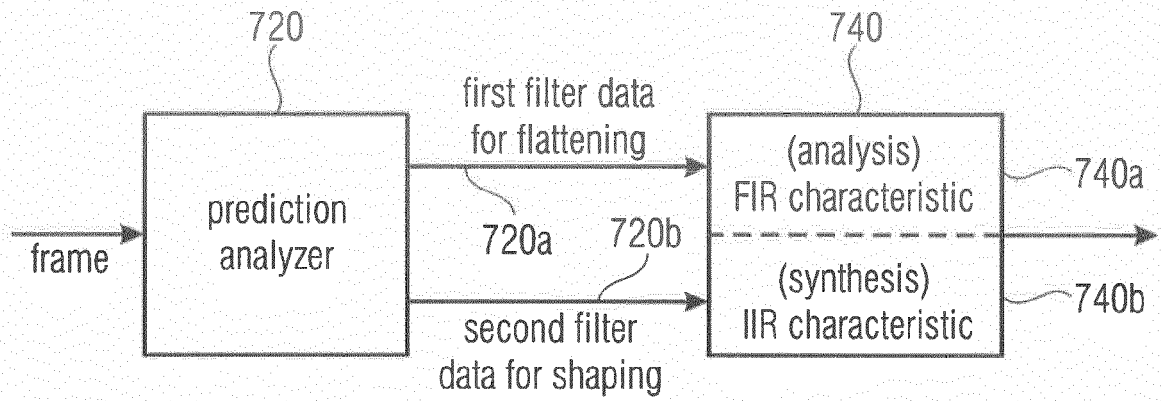 720
740
first filter data
for flattening
(analysis)
FIR characteristic
740a
prediction
analyzer
720a
720b
frame
(synthesis)
IIR characteristic
740b
second filter
data for shaping